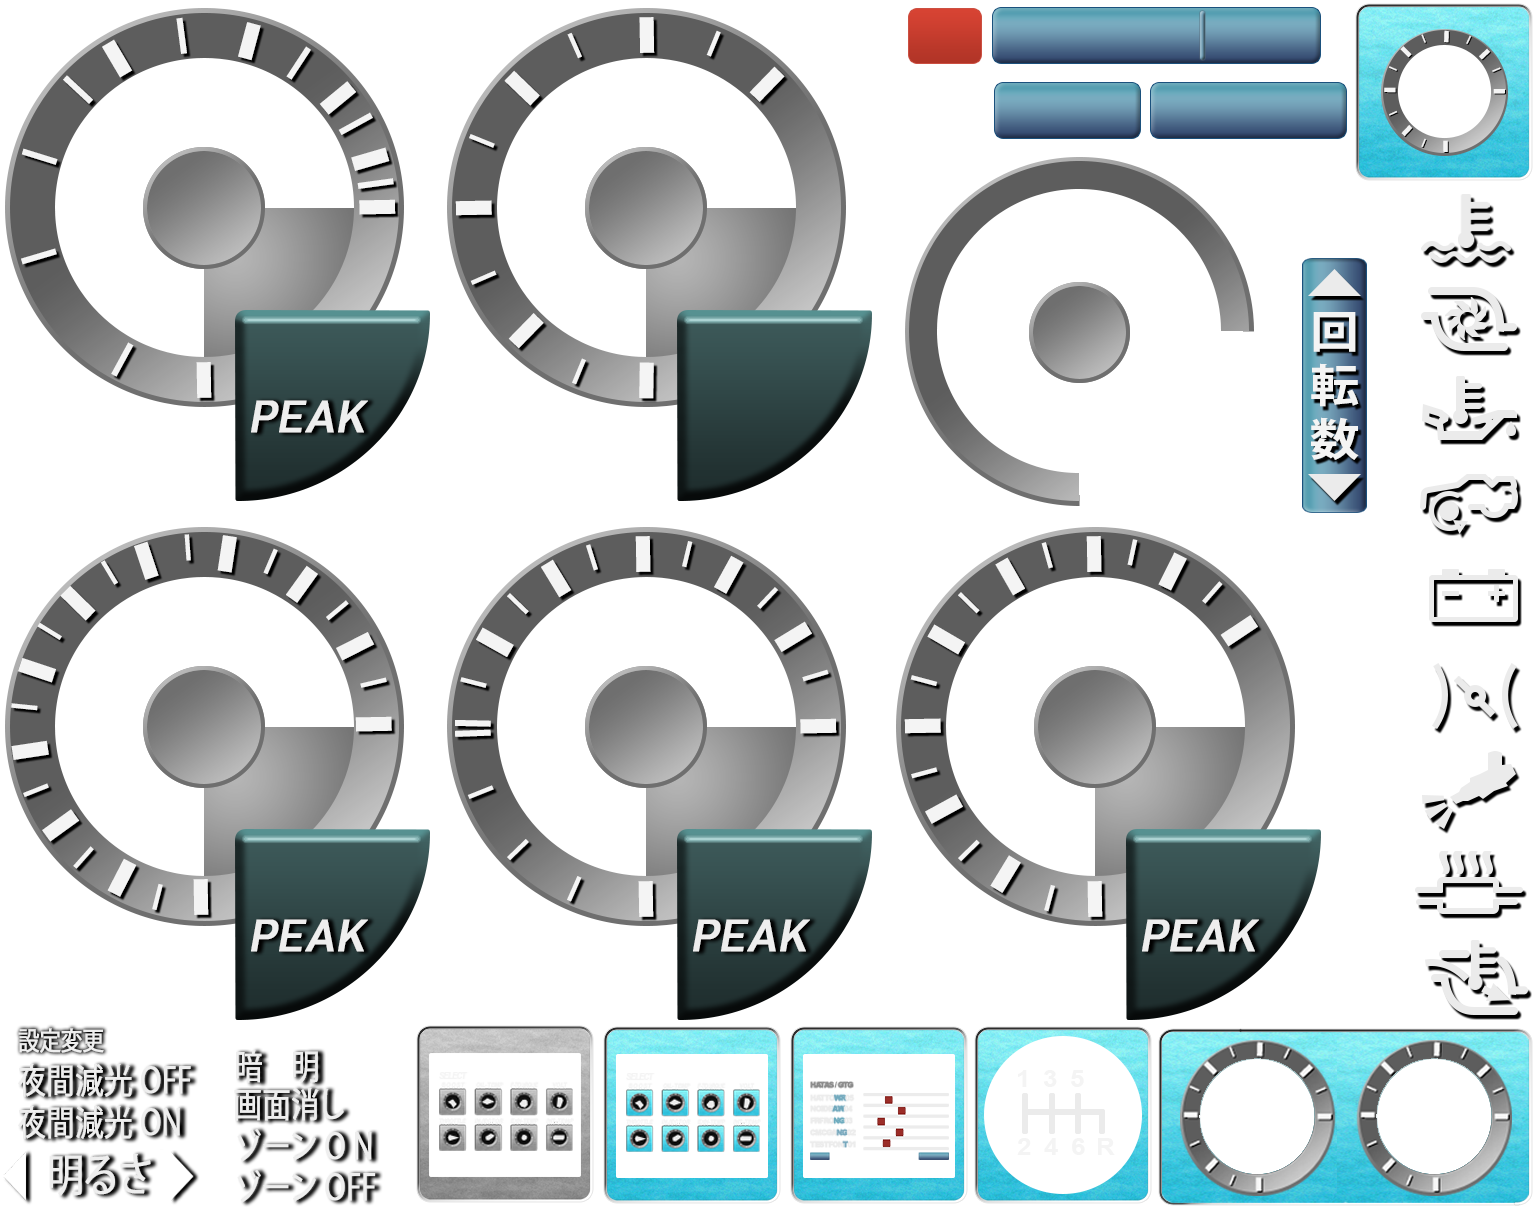 PEAK
回転数
PEAK
PEAK
PEAK
設定変更
夜間減光 OFF
夜間減光 ON
明るさ
暗 明
画面消し
ゾーン O N
ゾーン OFF
SELECT
SELECT
HATAS / GTG
1 3 5
2 4 6 R